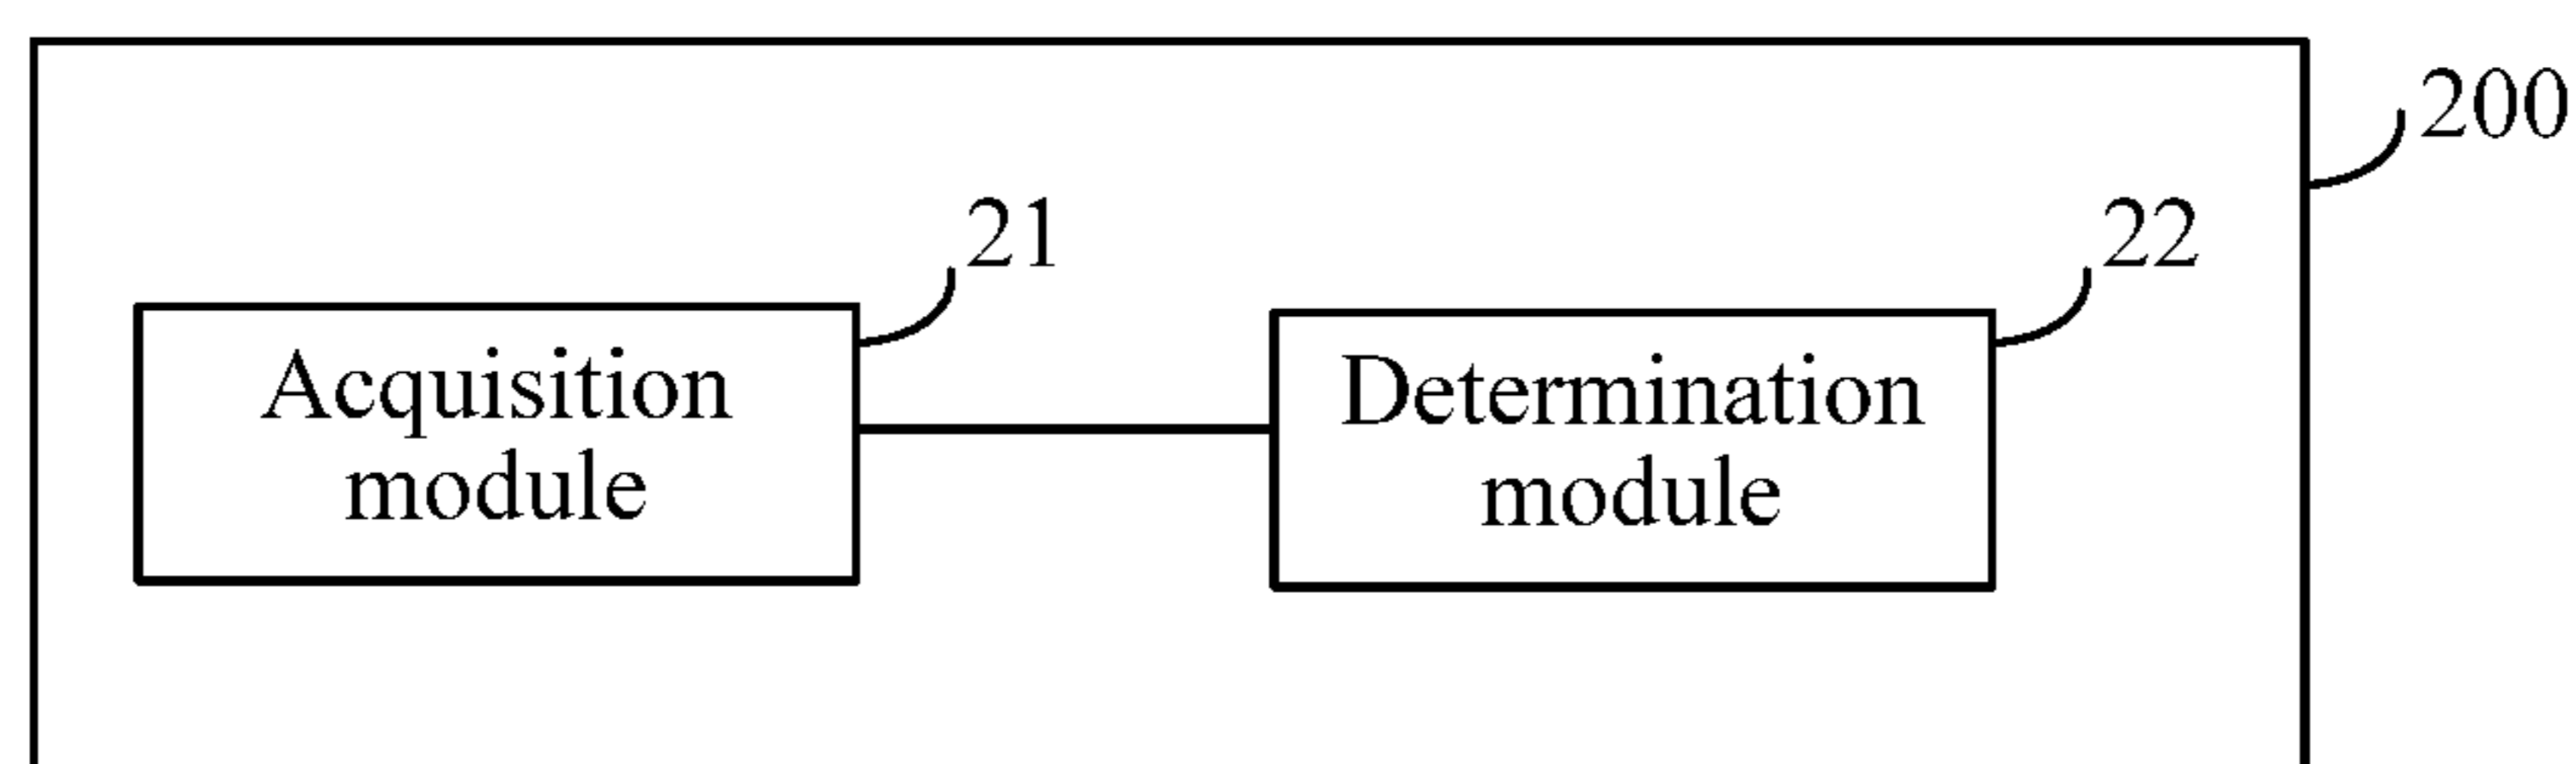 200
21
22
Acquisition
module
Determination
module